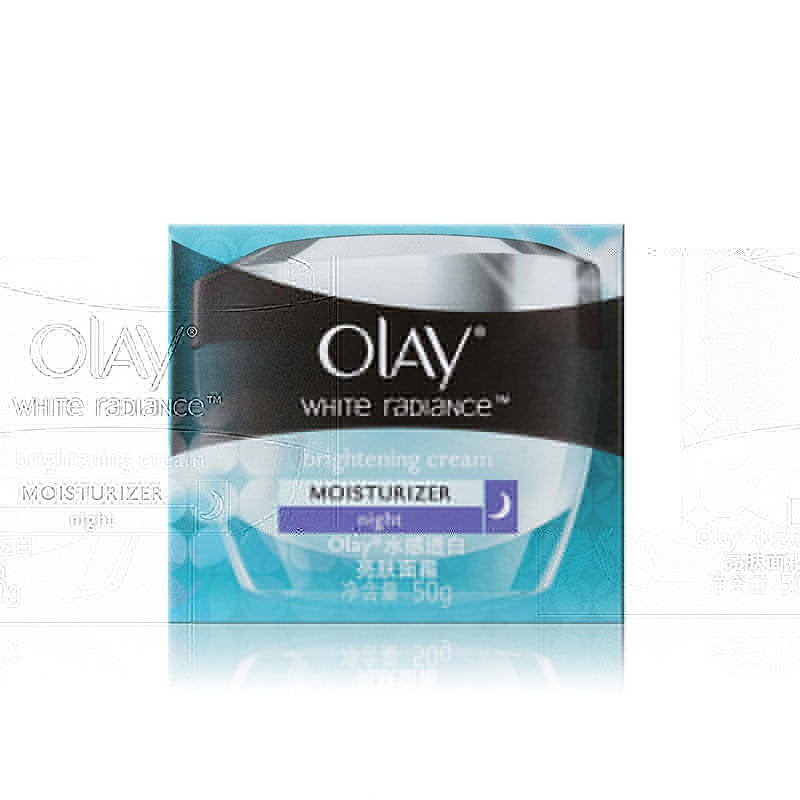 OLAY®
WHITE RADIANCE™
brightening cream
MOISTURIZER
night
Olay® 水感透白
亮肤面霜
净含量:50g